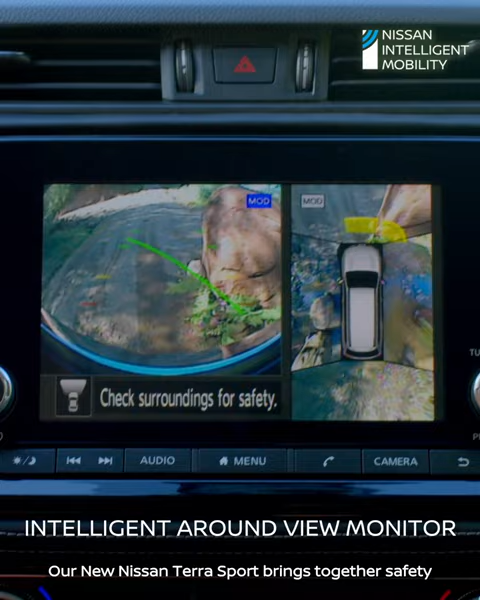 NISSAN
INTELLIGENT
MOBILITY
MOD
MOD
Check surroundings for safety.
AUDIO
MENU
CAMERA
INTELLIGENT AROUND VIEW MONITOR
Our New Nissan Terra Sport brings together safety